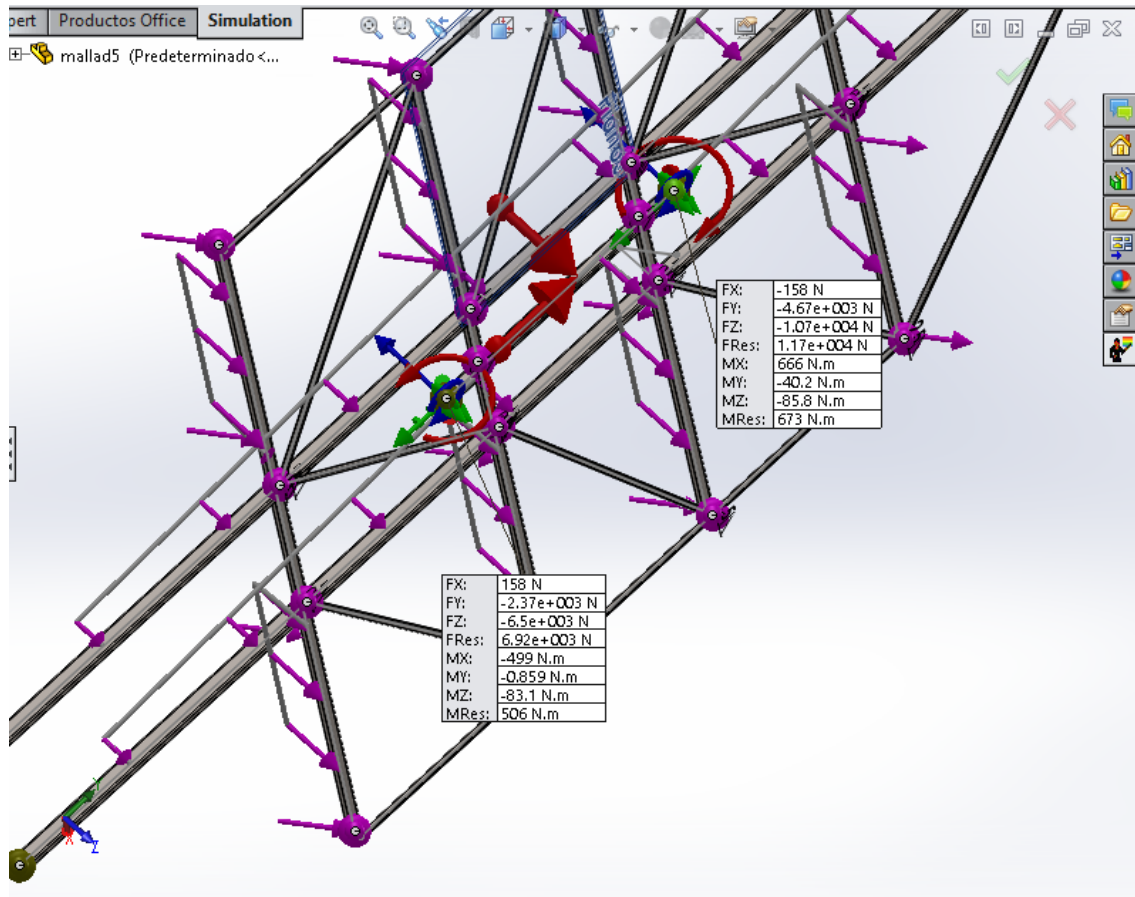 pert Productos Office Simulation
mallad5 (Predeterminado<...
FX: -158 N
FY: -4.67e+003 N
FZ: -1.07e+004 N
FRes: 1.17e+004 N
MX: 666 N.m
MY: -40.2 N.m
MZ: -85.8 N.m
MRes: 673 N.m
FX: 158 N
FY: -2.37e+003 N
FZ: -6.5e+003 N
FRes: 6.92e+003 N
MX: -499 N.m
MY: -0.859 N.m
MZ: -83.1 N.m
MRes: 506 N.m
Y
X
Z